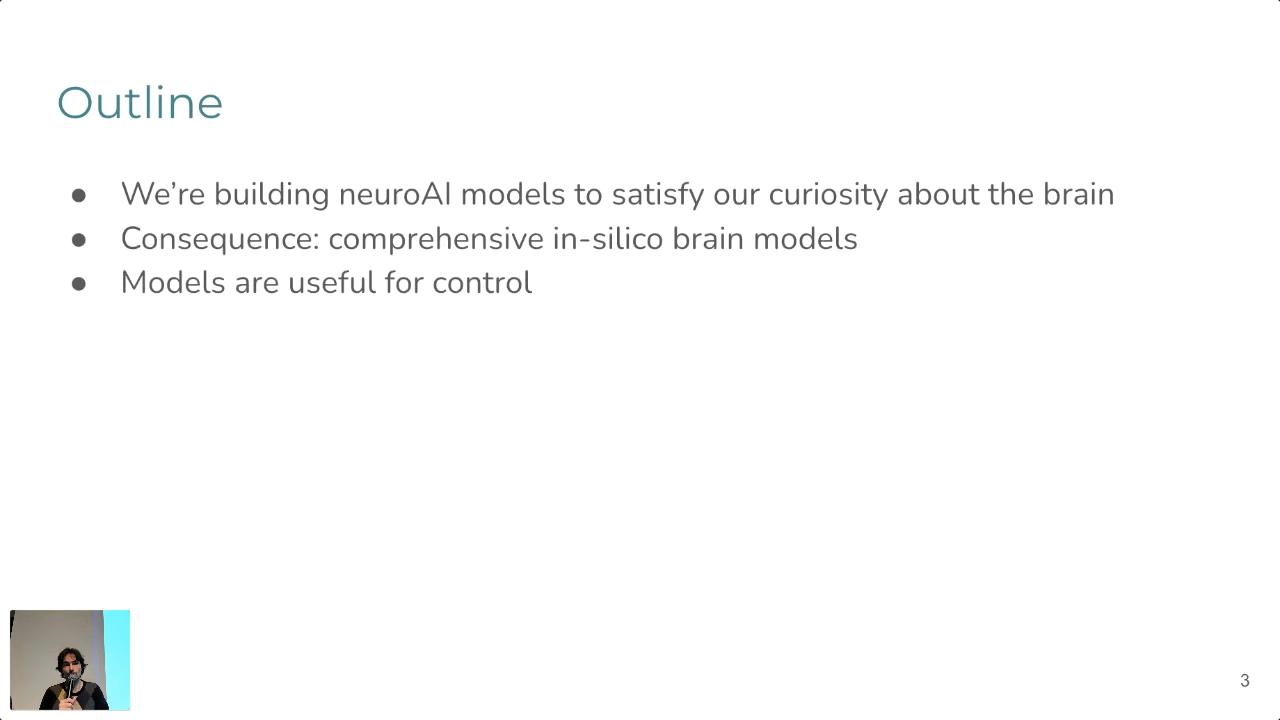 Outline
● We’re building neuroAI models to satisfy our curiosity about the brain
● Consequence: comprehensive in-silico brain models
● Models are useful for control
3